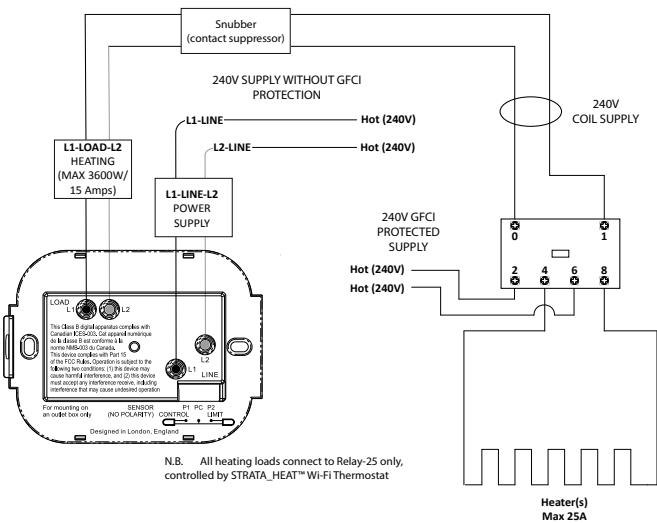 Snubber
(contact suppressor)
240V SUPPLY WITHOUT GFCI
PROTECTION
L1-LINE
Hot (240V)
L2-LINE
Hot (240V)
240V
COIL SUPPLY
L1-LOAD-L2
HEATING
(MAX 3600W/
15 Amps)
L1-LINE-L2
POWER
SUPPLY
240V GFCI
PROTECTED
SUPPLY
Hot (240V)
Hot (240V)
0 1
2 4 6 8
LOAD
L1 L2
This Class B digital apparatus complies with
Canadian ICES-003. Cet appareil numérique
de la classe B est conforme à la
norme NMB-003 du Canada.
This device complies with Part 15
of the FCC Rules. Operation is subject to the
following two conditions: (1) this device may
cause harmful interference, and (2) this device
must accept any interference receive, including
interference that may cause undesired operation
L2
L1 LINE
For mounting on
an outlet box only
SENSOR
(NO POLARITY)
P1 PC P2
CONTROL LIMIT
Designed in London, England
N.B. All heating loads connect to Relay-25 only,
controlled by STRATA_HEAT™ Wi-Fi Thermostat
Heater(s)
Max 25A